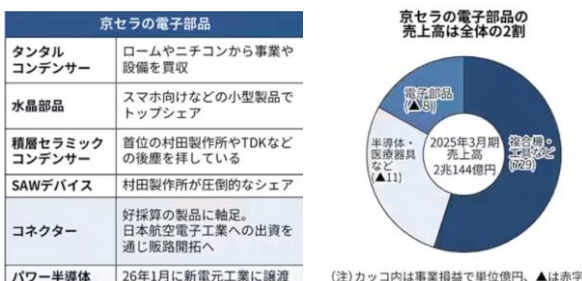 京セラの電子部品
タンタル
コンデンサー
ロームやニチコンから事業や
設備を買収
水晶部品
スマホ向けなどの小型製品で
トップシェア
積層セラミック
コンデンサー
首位の村田製作所やTDKなど
の後塵を拝している
SAWデバイス
村田製作所が圧倒的なシェア
コネクター
好採算の製品に軸足。
日本航空電子工業への出資を
通じ販路開拓へ
パワー半導体
26年1月に新電元工業に譲渡
京セラの電子部品の
売上高は全体の2割
電子部品
(▲8)
半導体・
医療器具
など
(▲11)
2025年3月期
売上高
2兆144億円
複合機・
工具など
(729)
(注)カッコ内は事業損益で単位億円、▲は赤字